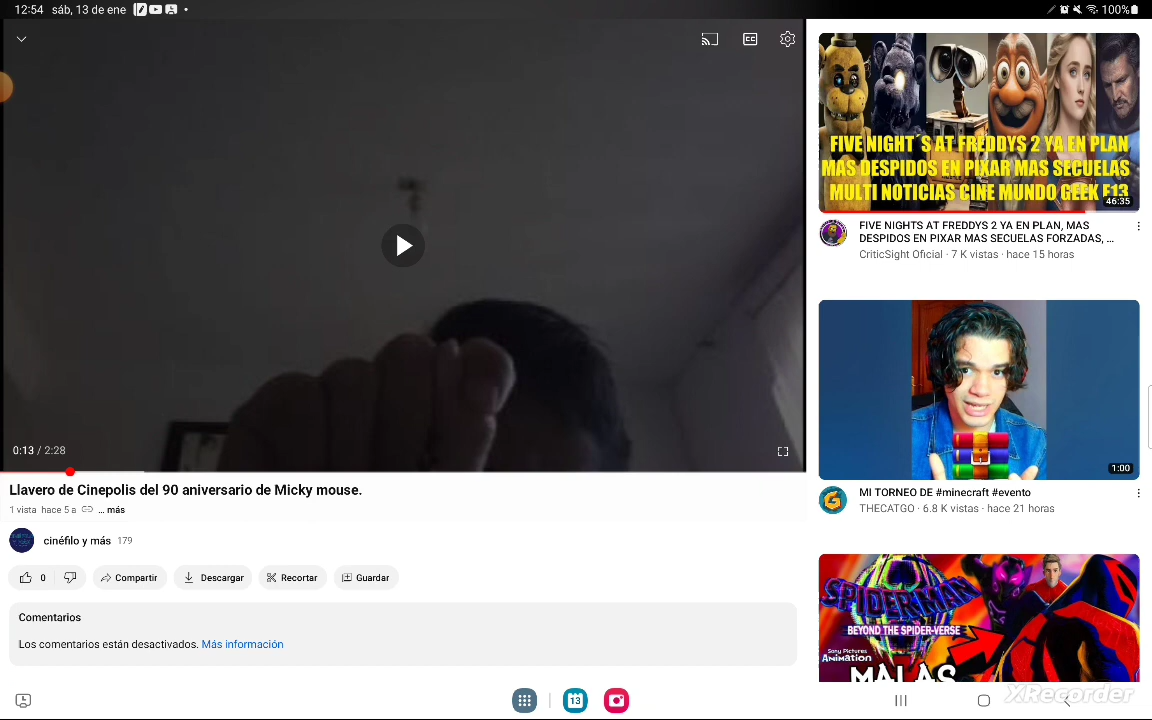 12:54 sáb, 13 de ene
100%
CC
0:13 / 2:28
Llavero de Cinepolis del 90 aniversario de Micky mouse.
1 vista hace 5 a ... más
cinéfilo y más 179
0 Compartir Descargar Recortar Guardar
Comentarios
Los comentarios están desactivados. Más información
FIVE NIGHT´S AT FREDDYS 2 YA EN PLAN
MAS DESPIDOS EN PIXAR MAS SECUELAS
MULTI NOTICIAS CINE MUNDO GEEK E13
46:35
FIVE NIGHTS AT FREDDYS 2 YA EN PLAN, MAS
DESPIDOS EN PIXAR MAS SECUELAS FORZADAS, ...
CriticSight Oficial · 7 K vistas · hace 15 horas
1:00
MI TORNEO DE #minecraft #evento
THECATGO · 6.8 K vistas · hace 21 horas
SPIDER-MAN
BEYOND THE SPIDER-VERSE
Sony Pictures
Animation
MALAS
13
XRecorder